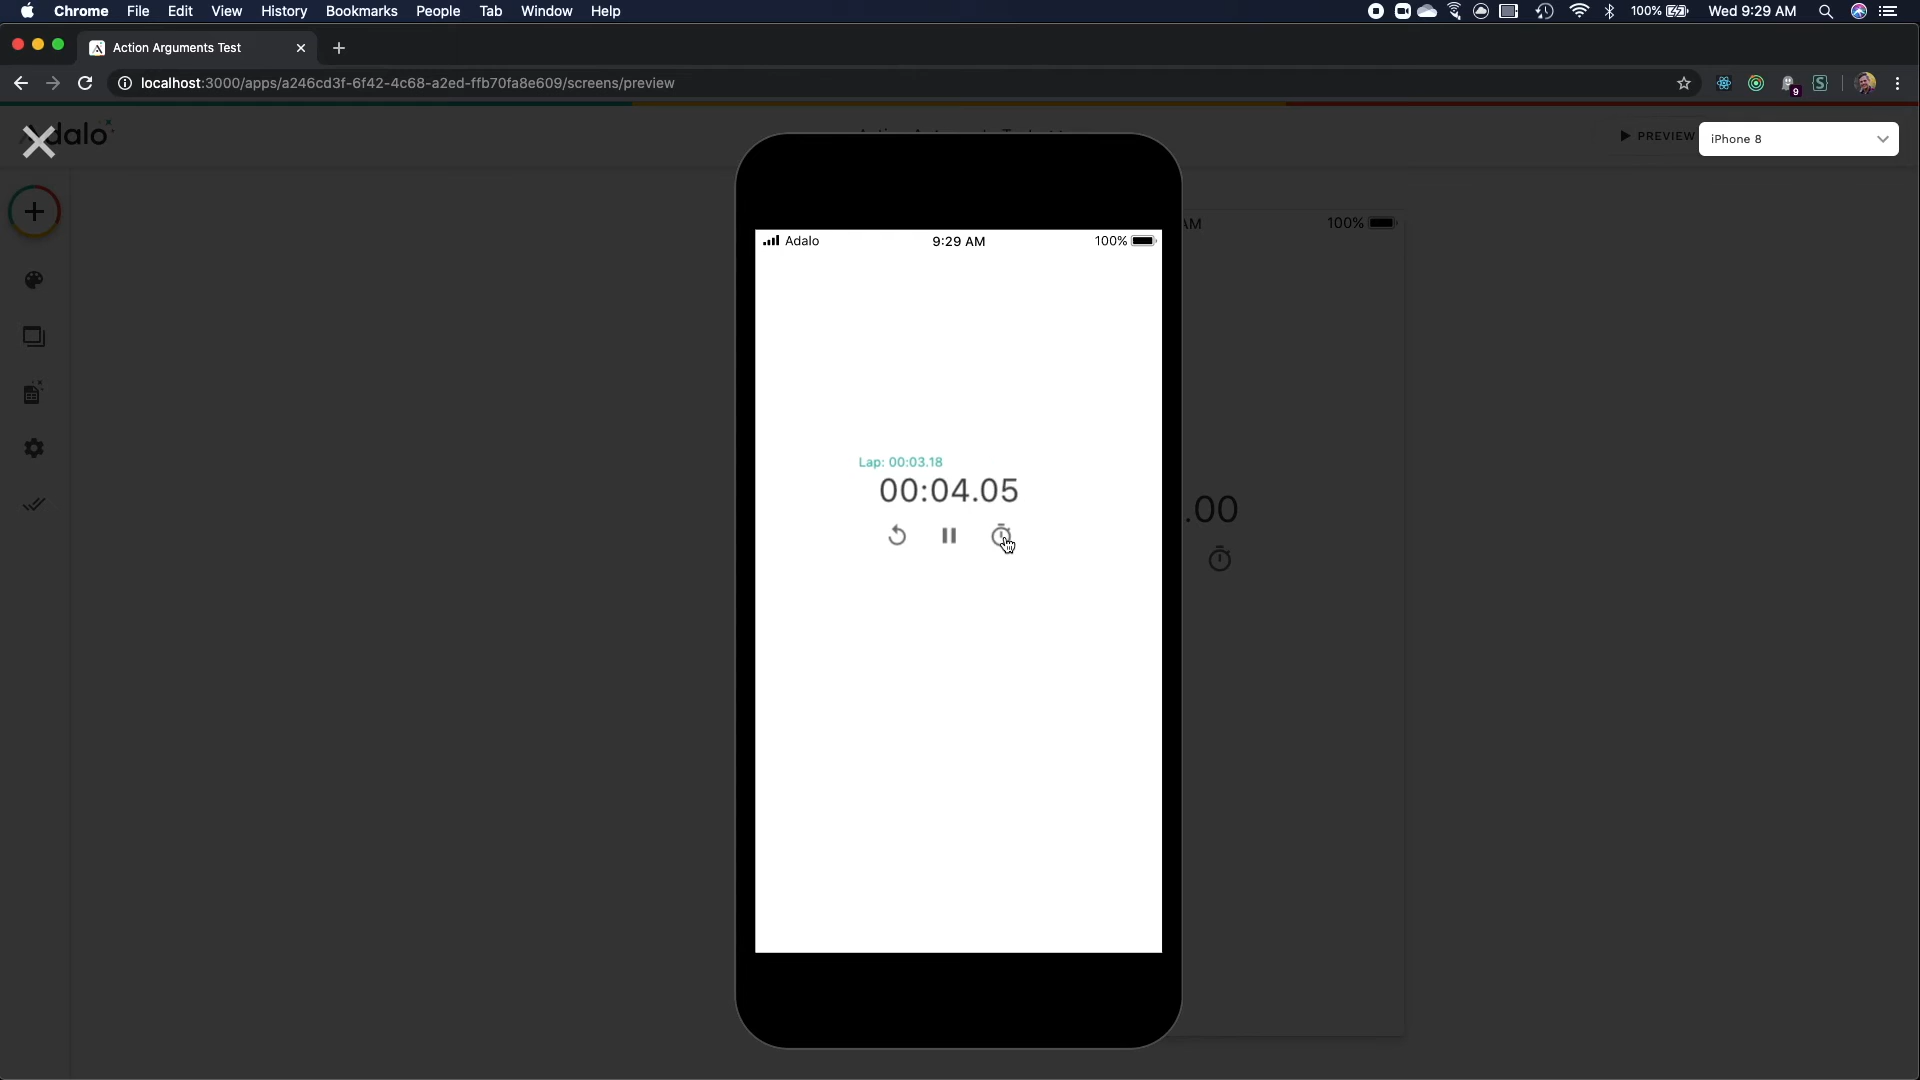 Chrome File Edit View History Bookmarks People Tab Window Help 100% Wed 9:29 AM
Action Arguments Test
localhost:3000/apps/a246cd3f-6f42-4c68-a2ed-ffb70fa8e609/screens/preview
9
dalo
PREVIEW
iPhone 8
AM 100%
Adalo 9:29 AM 100%
Lap: 00:03.18
00:04.05
.00